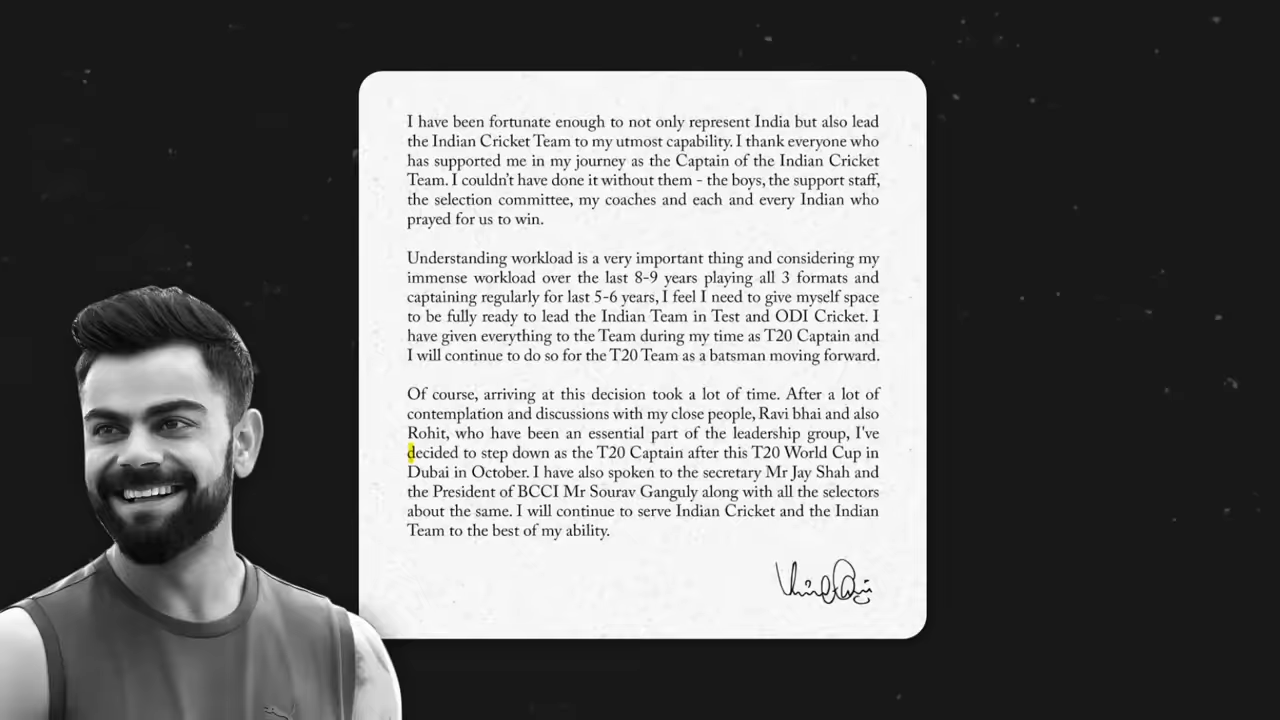 I have been fortunate enough to not only represent India but also lead
the Indian Cricket Team to my utmost capability. I thank everyone who
has supported me in my journey as the Captain of the Indian Cricket
Team. I couldn't have done it without them - the boys, the support staff,
the selection committee, my coaches and each and every Indian who
prayed for us to win.
Understanding workload is a very important thing and considering my
immense workload over the last 8-9 years playing all 3 formats and
captaining regularly for last 5-6 years, I feel I need to give myself space
to be fully ready to lead the Indian Team in Test and ODI Cricket. I
have given everything to the Team during my time as T20 Captain and
I will continue to do so for the T20 Team as a batsman moving forward.
Of course, arriving at this decision took a lot of time. After a lot of
contemplation and discussions with my close people, Ravi bhai and also
Rohit, who have been an essential part of the leadership group, I've
decided to step down as the T20 Captain after this T20 World Cup in
Dubai in October. I have also spoken to the secretary Mr Jay Shah and
the President of BCCI Mr Sourav Ganguly along with all the selectors
about the same. I will continue to serve Indian Cricket and the Indian
Team to the best of my ability.